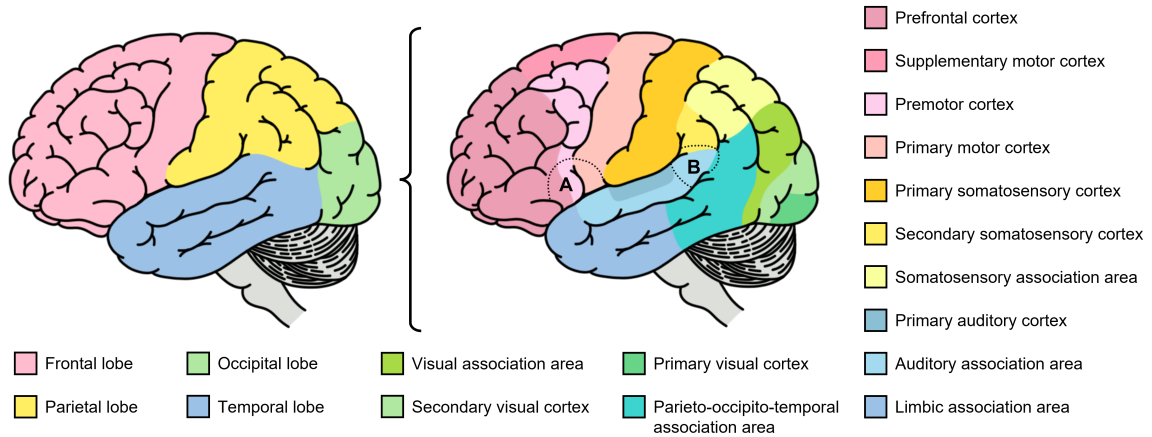 A
B
Prefrontal cortex
Supplementary motor cortex
Premotor cortex
Primary motor cortex
Primary somatosensory cortex
Secondary somatosensory cortex
Somatosensory association area
Primary auditory cortex
Frontal lobe
Occipital lobe
Visual association area
Primary visual cortex
Auditory association area
Parietal lobe
Temporal lobe
Secondary visual cortex
Parieto-occipito-temporal
association area
Limbic association area